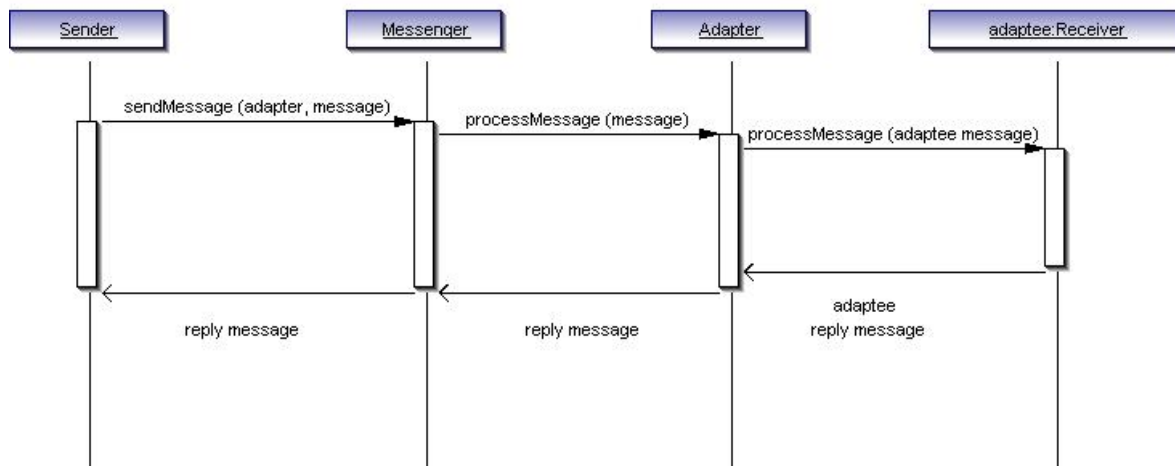 Sender
Messenger
Adapter
adaptee:Receiver
sendMessage (adapter, message)
processMessage (message)
processMessage (adaptee message)
reply message
reply message
adaptee
reply message